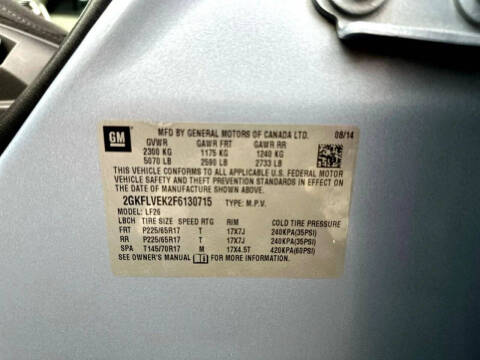 GM MFD BY GENERAL MOTORS OF CANADA LTD. 08/14
GVWR GAWR FRT GAWR RR
2300 KG 1175 KG 1240 KG
5070 LB 2590 LB 2733 LB
THIS VEHICLE CONFORMS TO ALL APPLICABLE U.S. FEDERAL MOTOR
VEHICLE SAFETY AND THEFT PREVENTION STANDARDS IN EFFECT ON
THE DATE OF MANUFACTURE SHOWN ABOVE.
2GKFLVEK2F6130715 TYPE: M.P.V.
MODEL: LF26
LBCH TIRE SIZE SPEED RTG RIM COLD TIRE PRESSURE
FRT P225/65R17 T 17X7J 240KPA(35PSI)
RR P225/65R17 T 17X7J 240KPA(35PSI)
SPA T145/70R17 M 17X4.5T 420KPA(60PSI)
SEE OWNER'S MANUAL FOR MORE INFORMATION.